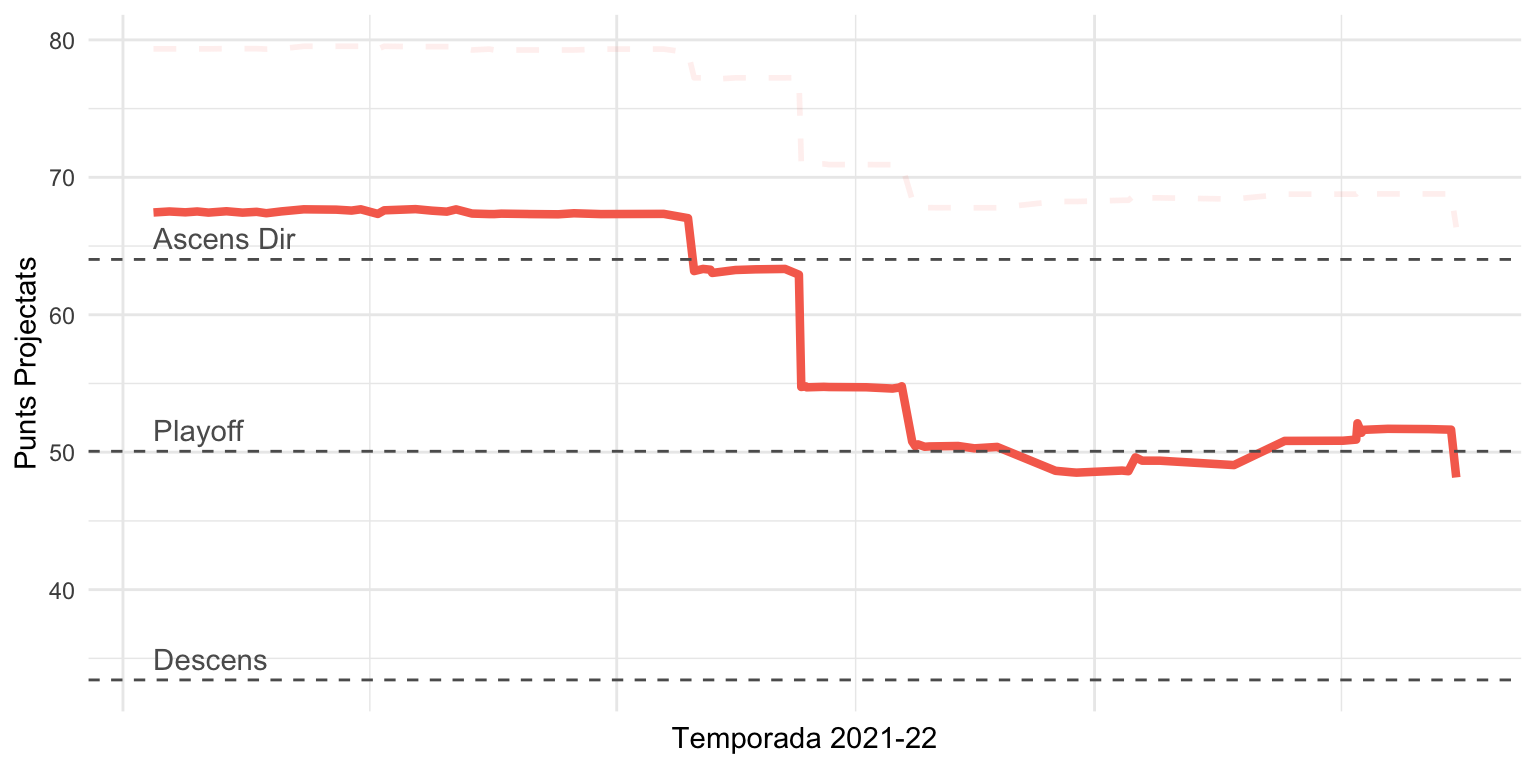 80
70
Ascens Dir
60
Playoff
50
40
Descens
Punts Projectats
Temporada 2021-22